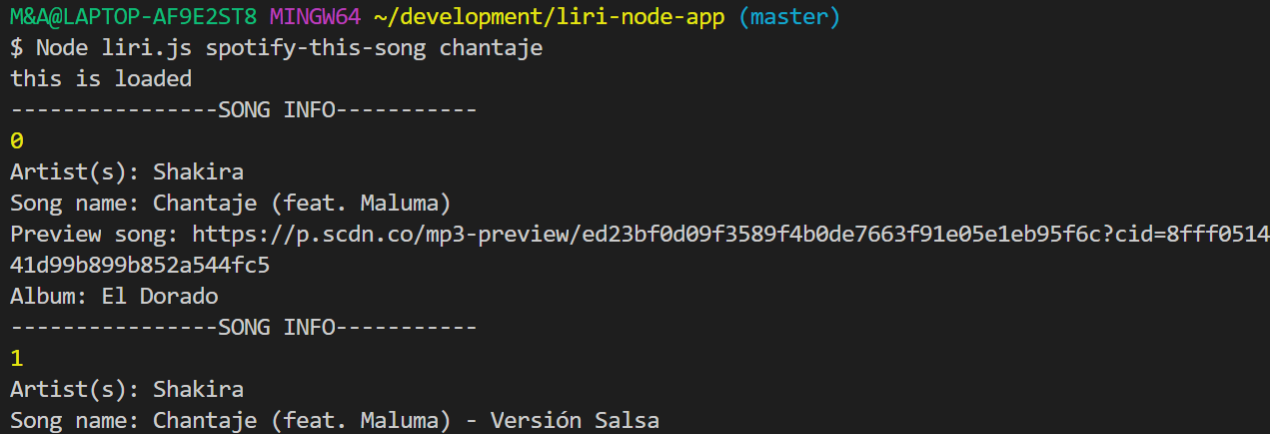 M&A@LAPTOP-AF9E2ST8 MINGW64 ~/development/liri-node-app (master)
$ Node liri.js spotify-this-song chantaje
this is loaded
----------------SONG INFO-----------
0
Artist(s): Shakira
Song name: Chantaje (feat. Maluma)
Preview song: https://p.scdn.co/mp3-preview/ed23bf0d09f3589f4b0de7663f91e05e1eb95f6c?cid=8fff0514
41d99b899b852a544fc5
Album: El Dorado
----------------SONG INFO-----------
1
Artist(s): Shakira
Song name: Chantaje (feat. Maluma) - Versión Salsa